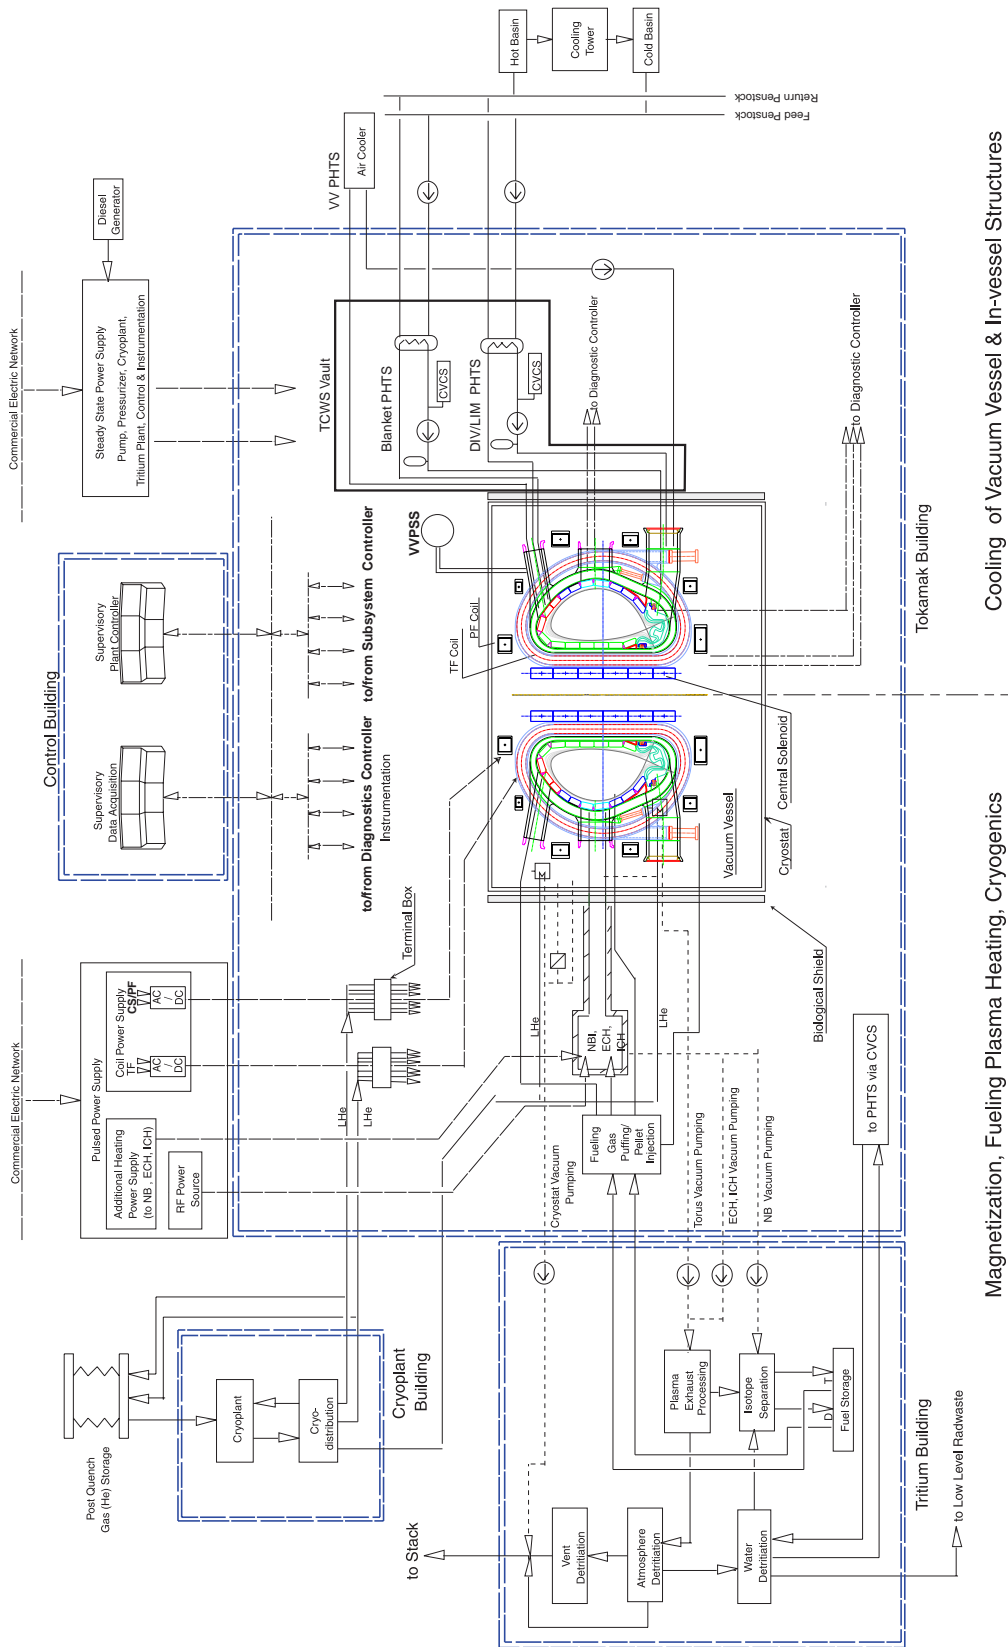 Hot Basin
Cooling
Tower
Cold Basin
Return Penstock
Feed Penstock
VV PHTS
Air Cooler
Diesel
Generator
Commercial Electric Network
Steady State Power Supply
Pump, Pressurizer, Cryoplant,
Tritium Plant, Control & Instrumentation
TCWS Vault
Blanket PHTS
CVCS
DIV/LIM PHTS
CVCS
to Diagnostic Controller
to Diagnostic Controller
Tokamak Building
Cooling of Vacuum Vessel & In-vessel Structures
Control Building
Supervisory
Plant Controller
Supervisory
Data Acquisition
to/from Subsystem Controller
to/from Diagnostics Controller
Instrumentation
VVPSS
PF Coil
TF Coil
Central Solenoid
Cryostat
Vacuum Vessel
Biological Shield
Terminal Box
Commercial Electric Network
Pulsed Power Supply
Coil Power Supply
CS/PF
TF
AC
/
DC
AC
/
DC
Additional Heating
Power Supply
(to NB , ECH, ICH)
RF Power
Source
LHe
LHe
LHe
LHe
NBI,
ECH,
ICH
M
M
Fueling
Gas
Puffing/
Pellet
Injection
Cryostat Vacuum
Pumping
Torus Vacuum Pumping
ECH, ICH Vacuum Pumping
NB Vacuum Pumping
to PHTS via CVCS
Magnetization, Fueling Plasma Heating, Cryogenics
Post Quench
Gas (He) Storage
Cryoplant
Cryo-
distribution
Cryoplant
Building
to Stack
Vent
Detritiation
Atmosphere
Detritiation
Water
Detritiation
Plasma
Exhaust
Processing
Isotope
Separation
T
D
Fuel Storage
Tritium Building
to Low Level Radwaste